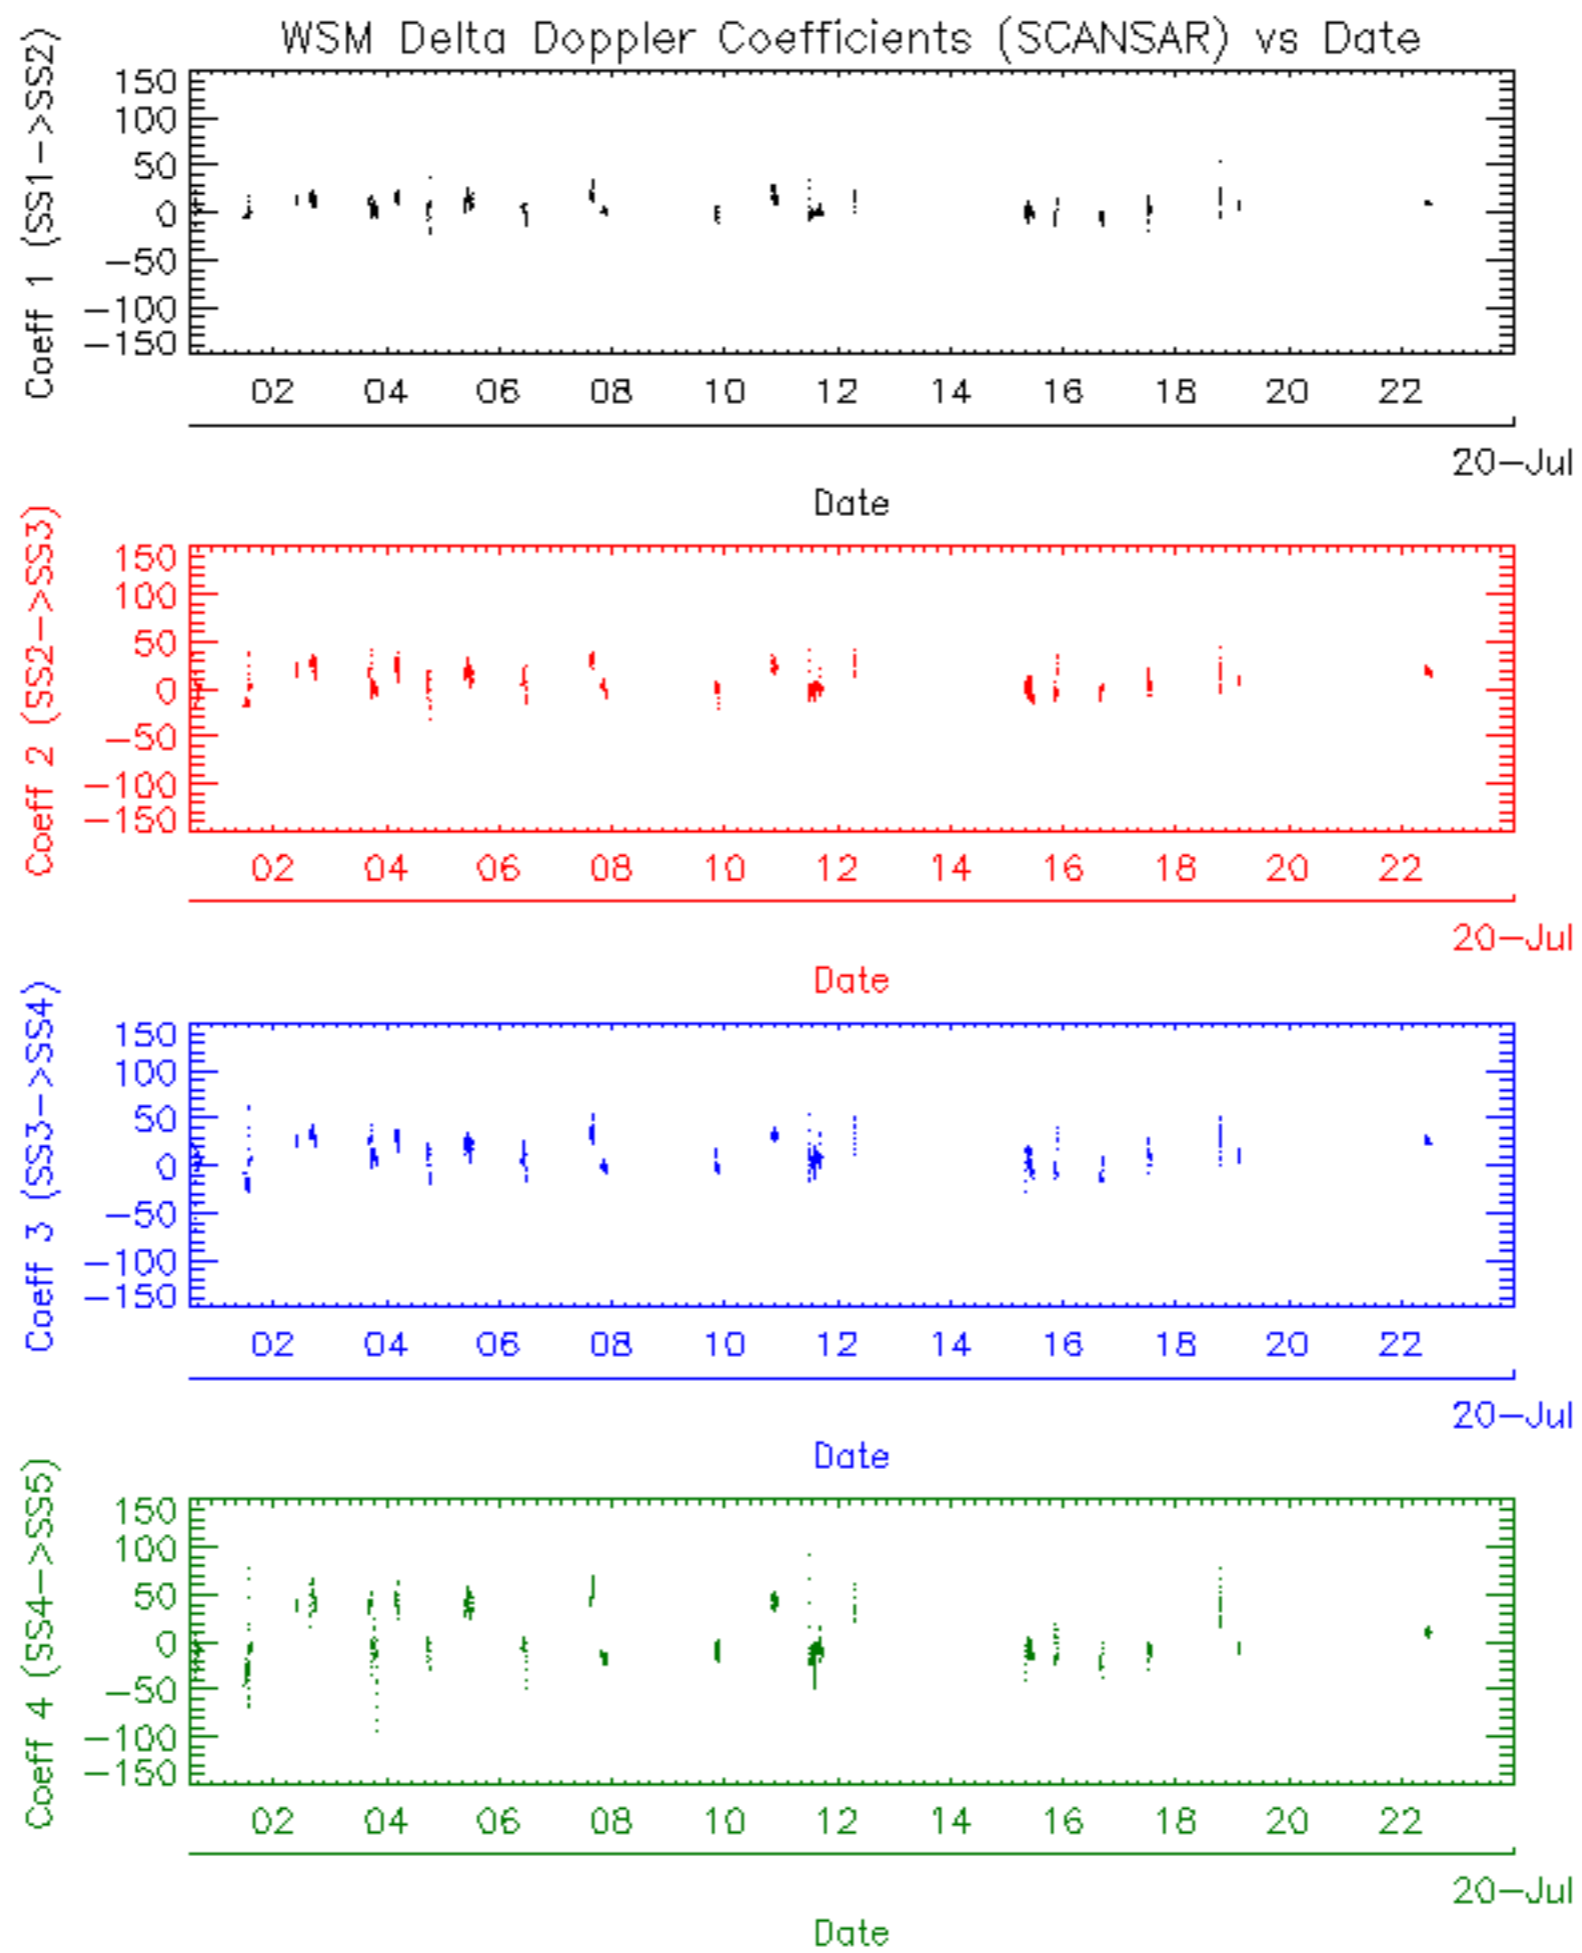 WSM Delta Doppler Coefficients (SCANSAR) vs Date
Coeff 1 (SS1->SS2)
150
100
50
0
-50
-100
-150
02 04 06 08 10 12 14 16 18 20 22
20-Jul
Date
Coeff 2 (SS2->SS3)
150
100
50
0
-50
-100
-150
02 04 06 08 10 12 14 16 18 20 22
20-Jul
Date
Coeff 3 (SS3->SS4)
150
100
50
0
-50
-100
-150
02 04 06 08 10 12 14 16 18 20 22
20-Jul
Date
Coeff 4 (SS4->SS5)
150
100
50
0
-50
-100
-150
02 04 06 08 10 12 14 16 18 20 22
20-Jul
Date